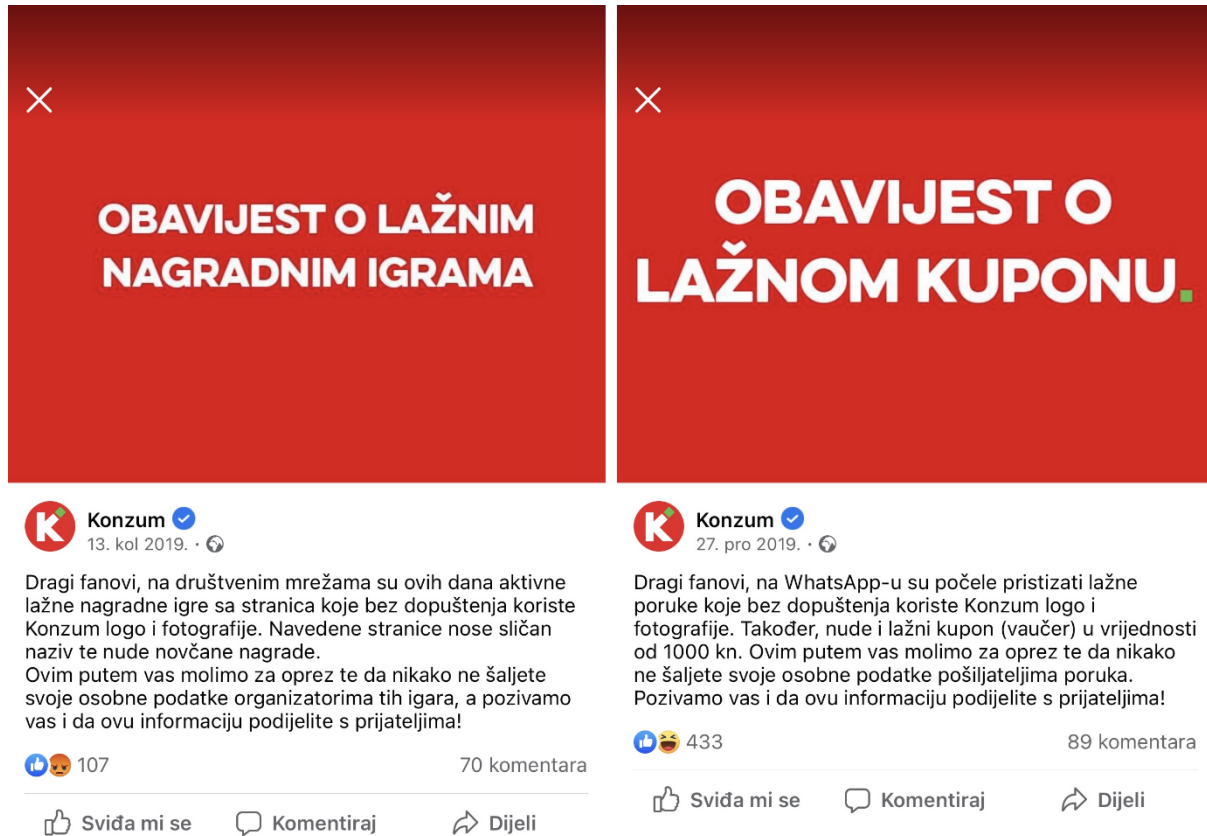 OBAVIJEST O LAŽNIM
NAGRADNIM IGRAMA
Konzum
13. kol 2019. ·
Dragi fanovi, na društvenim mrežama su ovih dana aktivne
lažne nagradne igre sa stranica koje bez dopuštenja koriste
Konzum logo i fotografije. Navedene stranice nose sličan
naziv te nude novčane nagrade.
Ovim putem vas molimo za oprez te da nikako ne šaljete
svoje osobne podatke organizatorima tih igara, a pozivamo
vas i da ovu informaciju podijelite s prijateljima!
107 70 komentara
Sviđa mi se Komentiraj Dijeli
OBAVIJEST O
LAŽNOM KUPONU.
Konzum
27. pro 2019. ·
Dragi fanovi, na WhatsApp-u su počele pristizati lažne
poruke koje bez dopuštenja koriste Konzum logo i
fotografije. Također, nude i lažni kupon (vaučer) u vrijednosti
od 1000 kn. Ovim putem vas molimo za oprez te da nikako
ne šaljete svoje osobne podatke pošiljateljima poruka.
Pozivamo vas i da ovu informaciju podijelite s prijateljima!
433 89 komentara
Sviđa mi se Komentiraj Dijeli